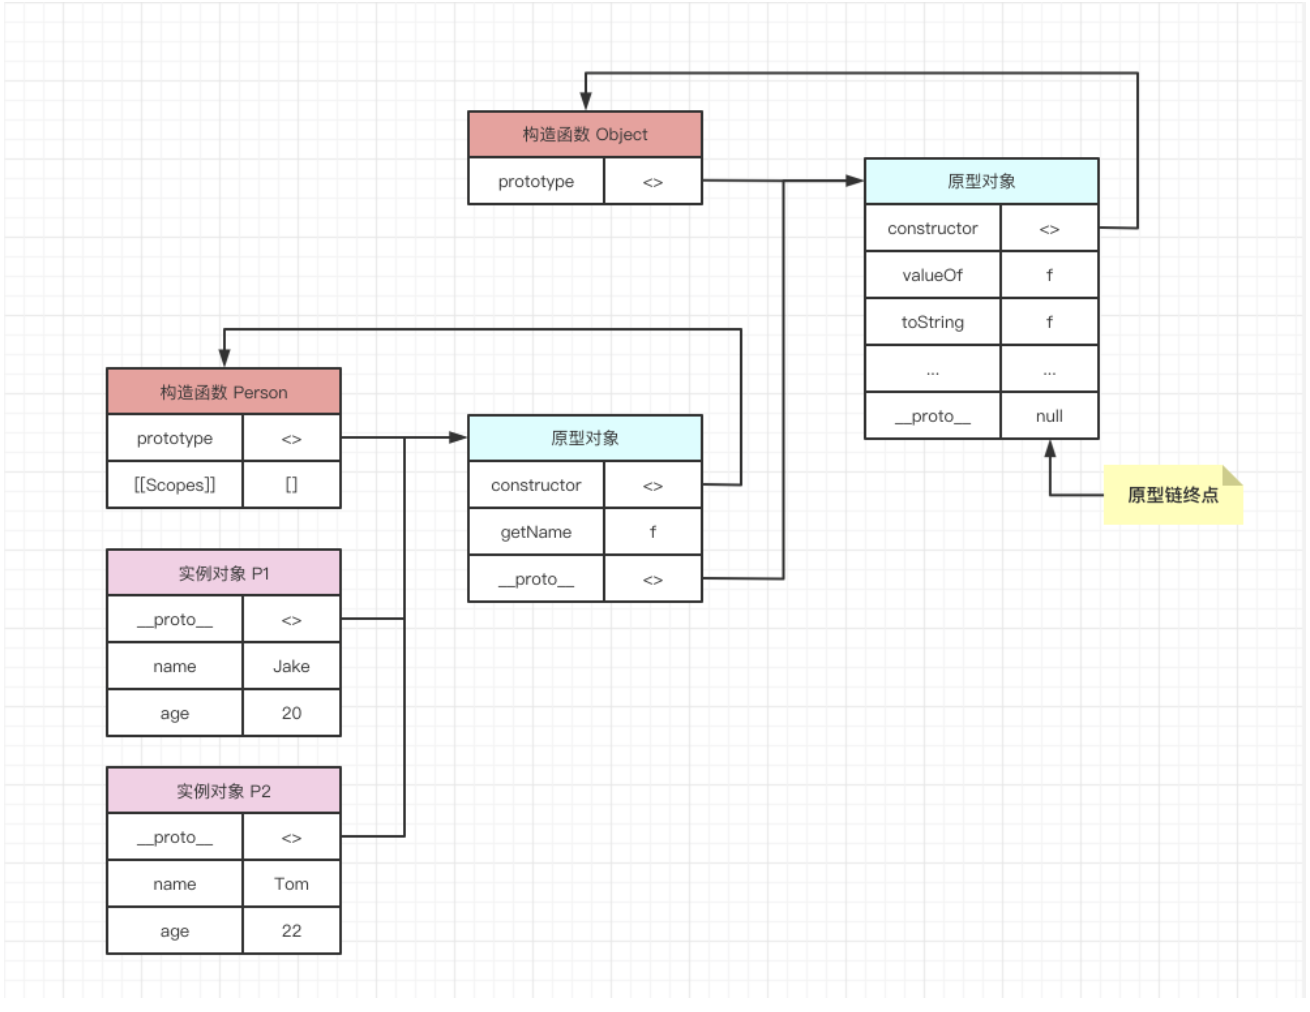 构造函数 Object
prototype <>
原型对象
constructor <>
valueOf f
toString f
... ...
__proto__ null
原型链终点
构造函数 Person
prototype <>
[[Scopes]] []
原型对象
constructor <>
getName f
__proto__ <>
实例对象 P1
__proto__ <>
name Jake
age 20
实例对象 P2
__proto__ <>
name Tom
age 22